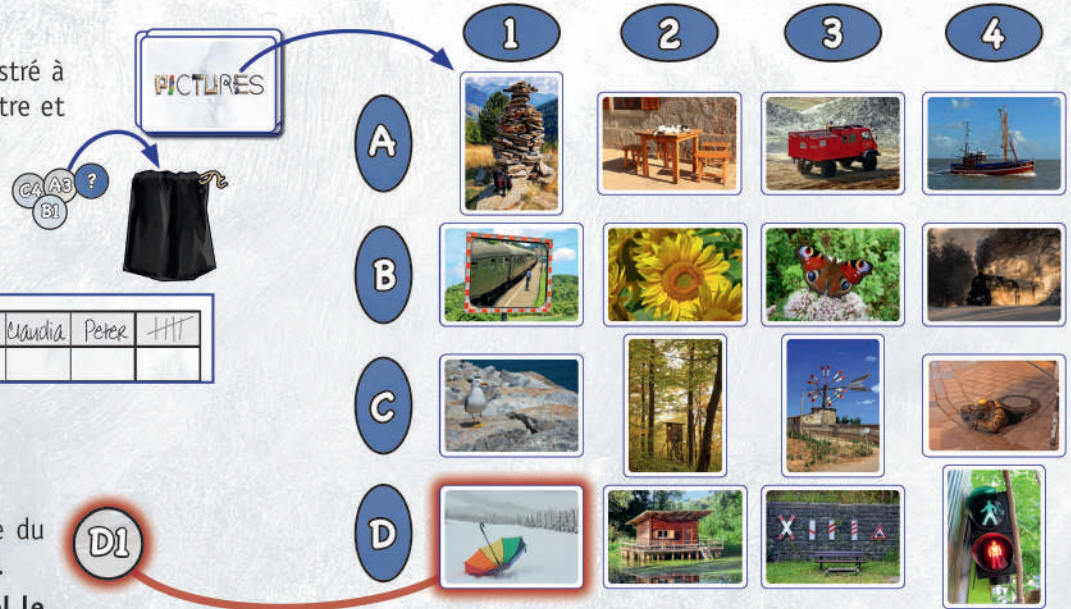 1 2 3 4
stré à
PICTURES
tre et
A
C4 A3 ?
B1
B
Claudia Peter
C
e du
D1
D